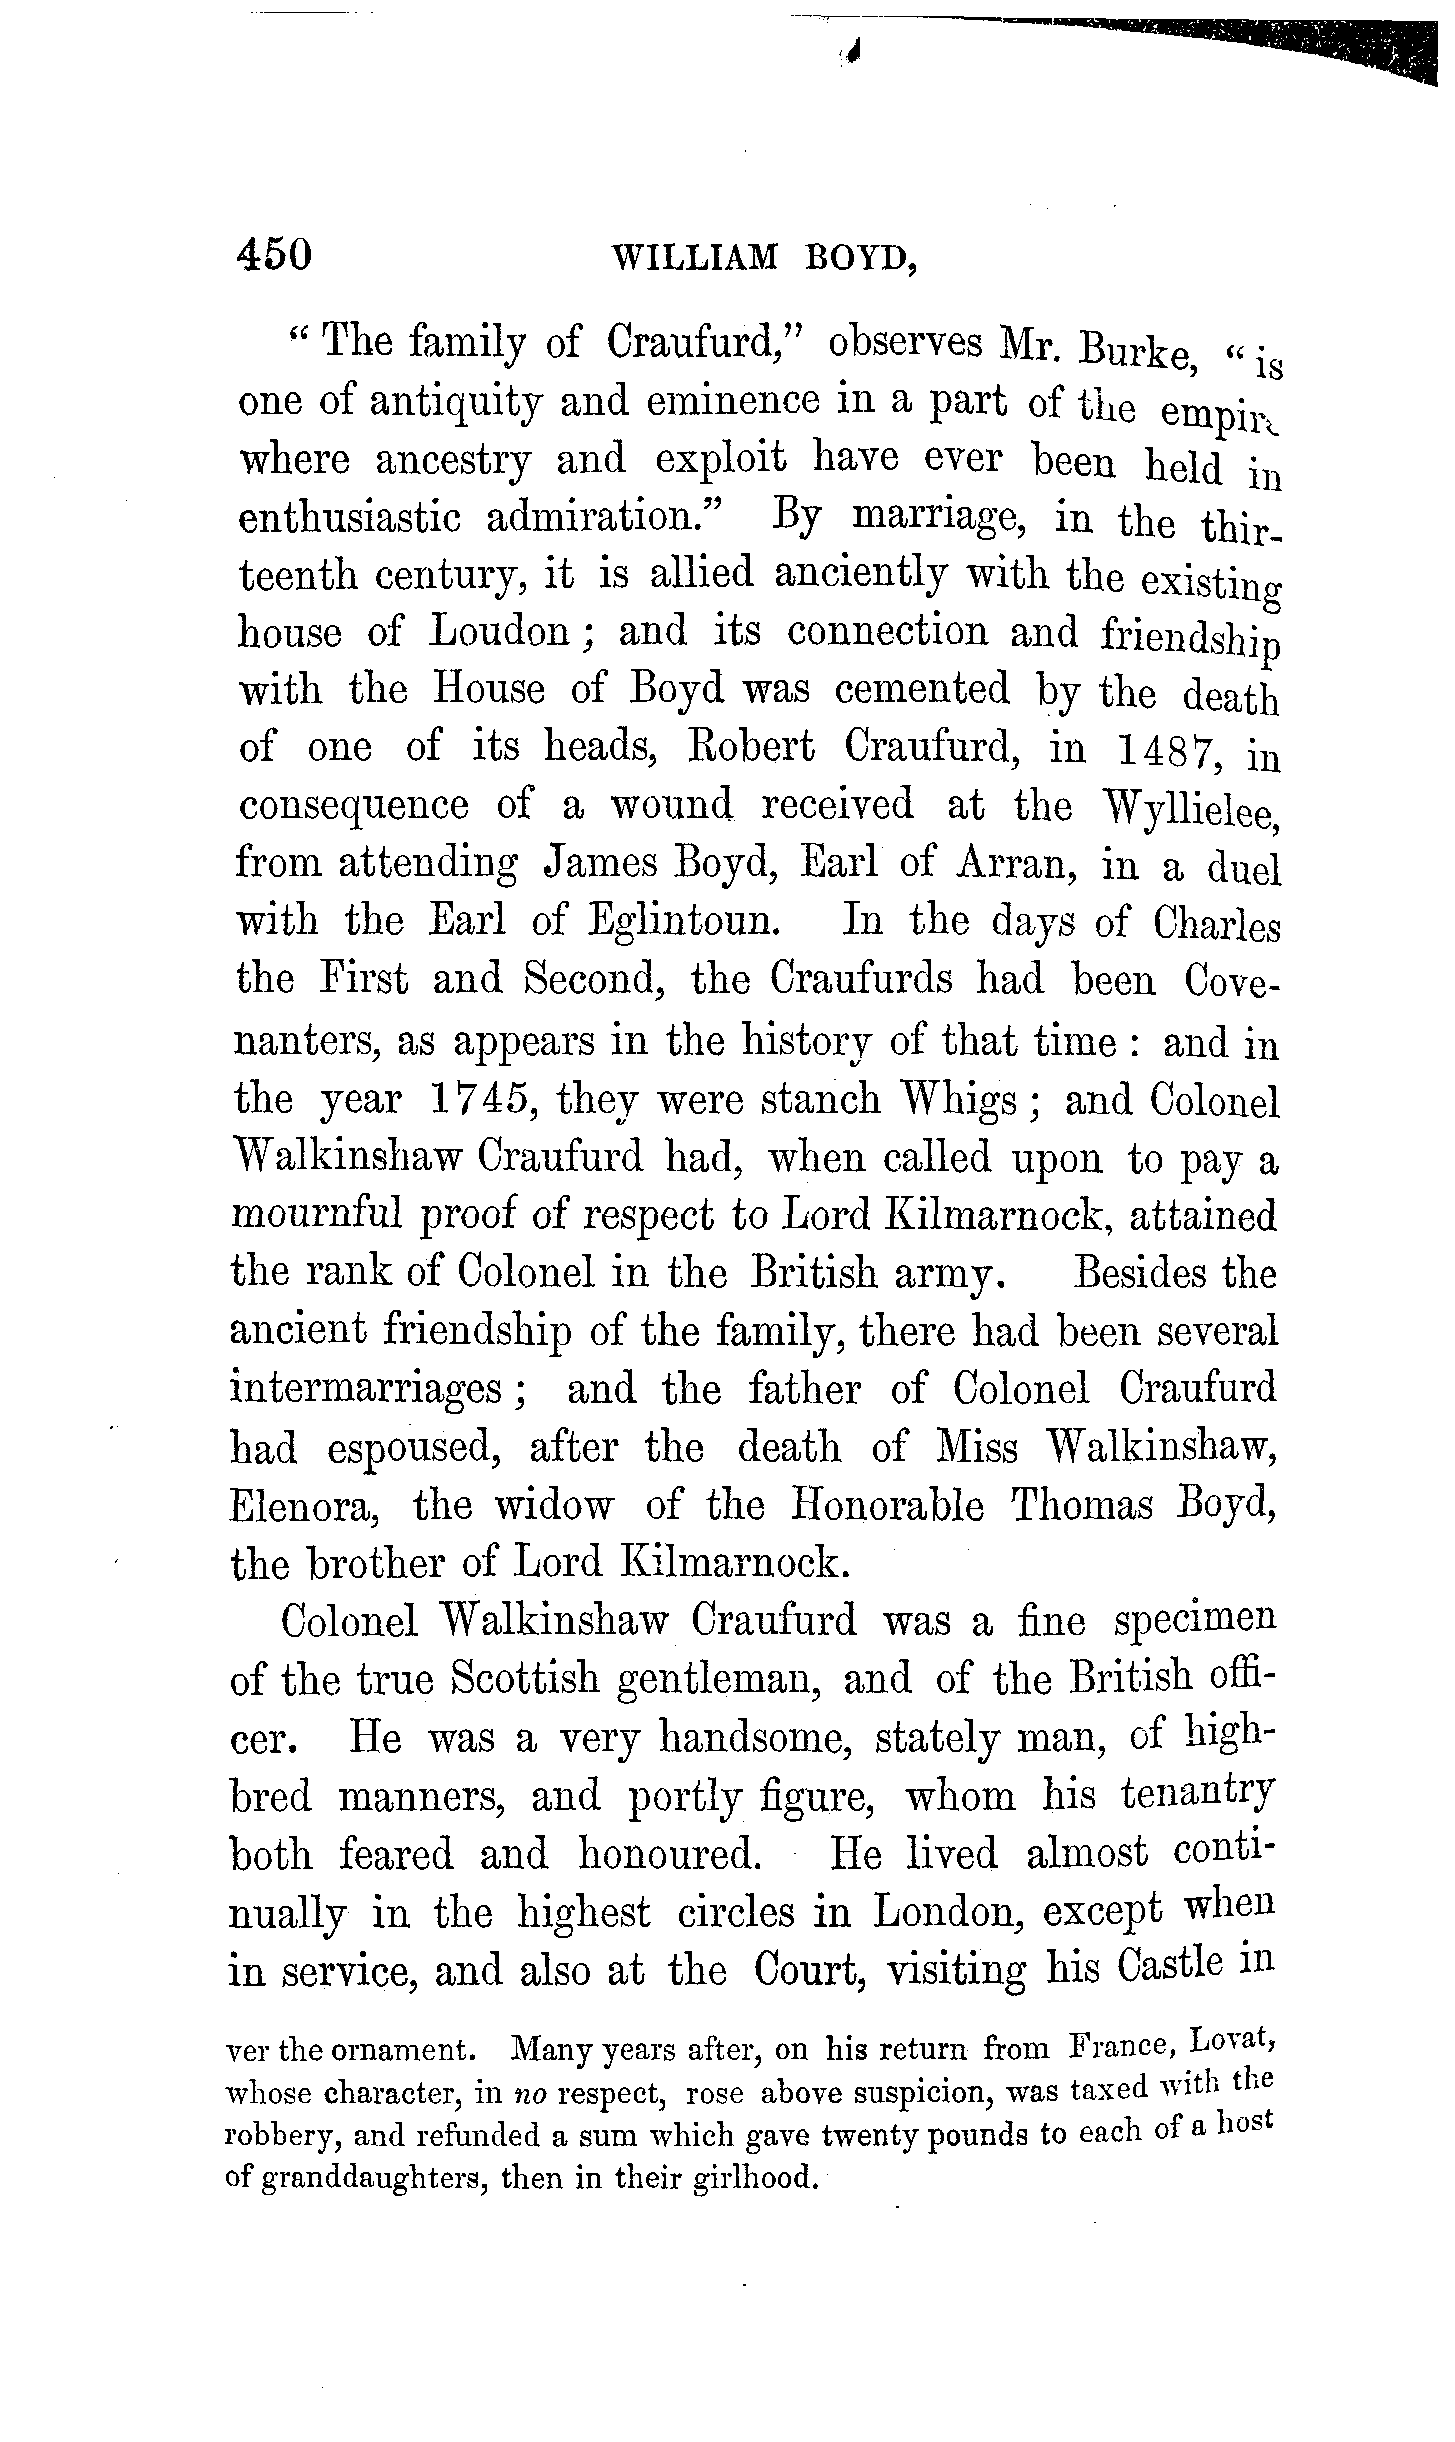 450 WILLIAM BOYD,
“ The family of Craufurd,” observes Mr. Burke, “ is
one of antiquity and eminence in a part of the empire
where ancestry and exploit have ever been held in
enthusiastic admiration.” By marriage, in the thir-
teenth century, it is allied anciently with the existing
house of Loudon ; and its connection and friendship
with the House of Boyd was cemented by the death
of one of its heads, Robert Craufurd, in 1487, in
consequence of a wound received at the Wyllielee,
from attending James Boyd, Earl of Arran, in a duel
with the Earl of Eglintoun. In the days of Charles
the First and Second, the Craufurds had been Cove-
nanters, as appears in the history of that time : and in
the year 1745, they were stanch Whigs ; and Colonel
Walkinshaw Craufurd had, when called upon to pay a
mournful proof of respect to Lord Kilmarnock, attained
the rank of Colonel in the British army. Besides the
ancient friendship of the family, there had been several
intermarriages ; and the father of Colonel Craufurd
had espoused, after the death of Miss Walkinshaw,
Elenora, the widow of the Honorable Thomas Boyd,
the brother of Lord Kilmarnock.
Colonel Walkinshaw Craufurd was a fine specimen
of the true Scottish gentleman, and of the British offi-
cer. He was a very handsome, stately man, of high-
bred manners, and portly figure, whom his tenantry
both feared and honoured. He lived almost conti-
nually in the highest circles in London, except when
in service, and also at the Court, visiting his Castle in
ver the ornament. Many years after, on his return from France, Lovat,
whose character, in no respect, rose above suspicion, was taxed with the
robbery, and refunded a sum which gave twenty pounds to each of a host
of granddaughters, then in their girlhood.